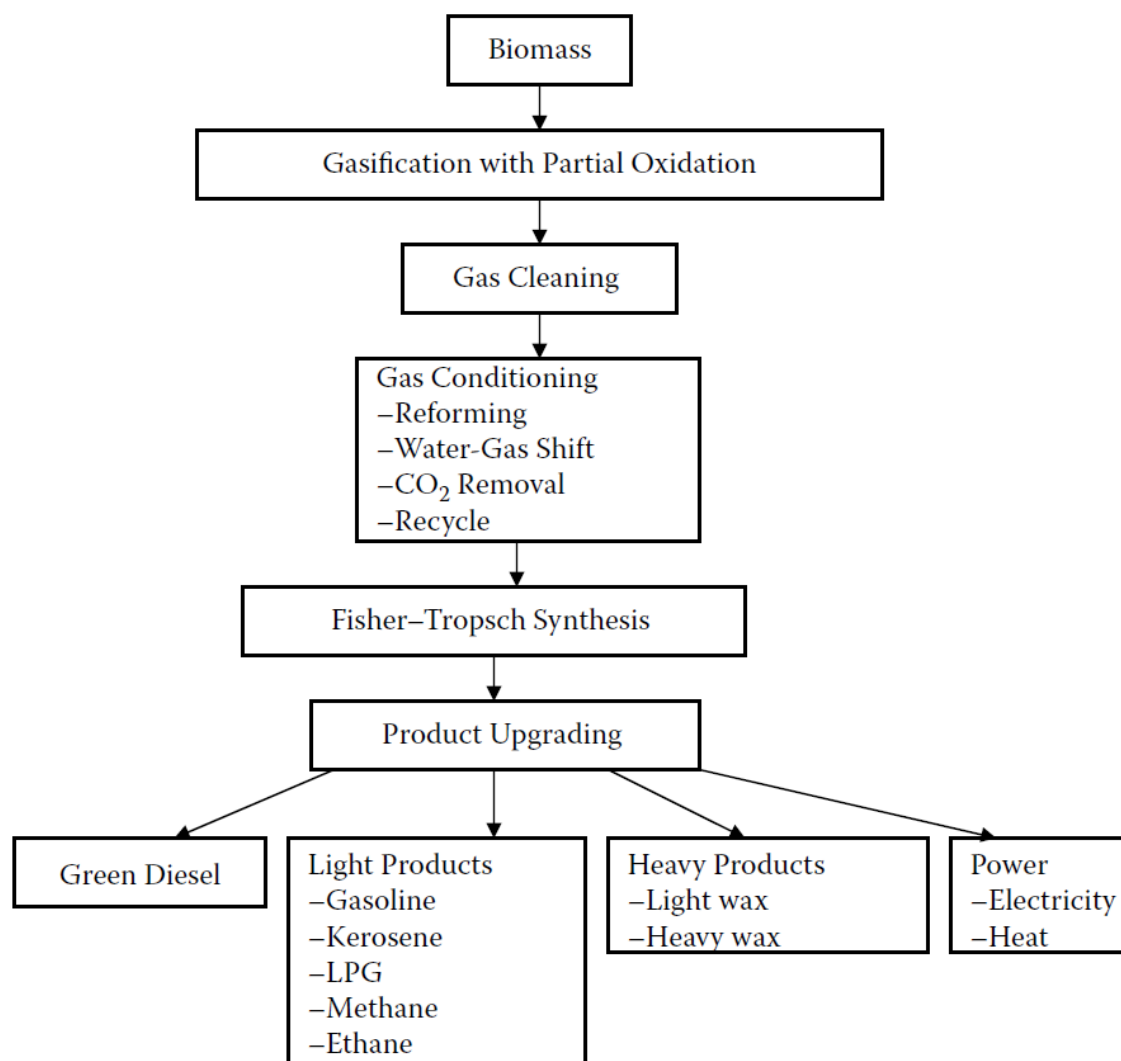 Biomass
Gasification with Partial Oxidation
Gas Cleaning
Gas Conditioning
–Reforming
–Water-Gas Shift
–CO₂ Removal
–Recycle
Fisher–Tropsch Synthesis
Product Upgrading
Green Diesel
Light Products
–Gasoline
–Kerosene
–LPG
–Methane
–Ethane
Heavy Products
–Light wax
–Heavy wax
Power
–Electricity
–Heat